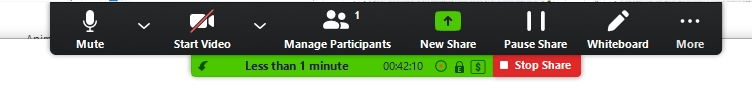 1
Mute Start Video Manage Participants New Share Pause Share Whiteboard More
Less than 1 minute 00:42:10 $ Stop Share